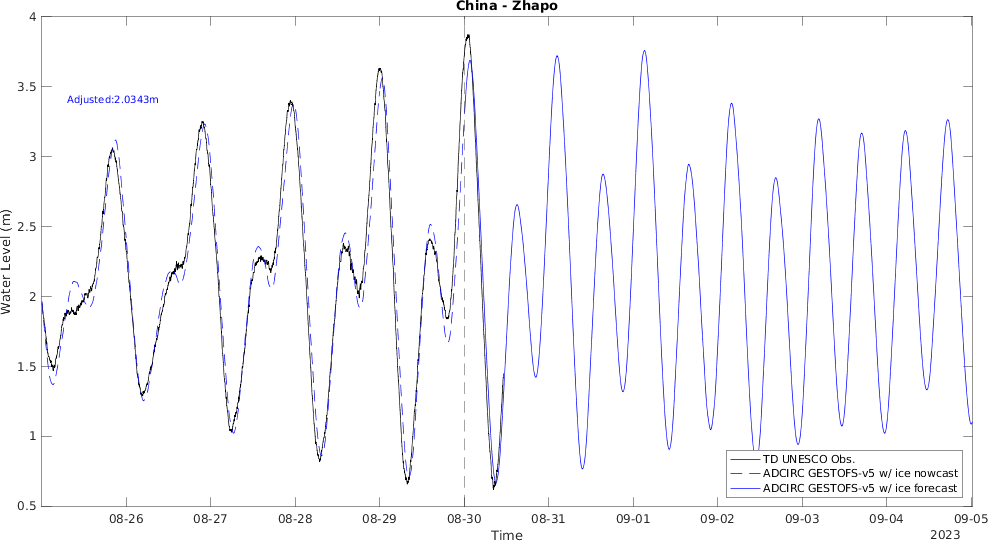 China - Zhapo
Adjusted:2.0343m
Water Level (m)
4
3.5
3
2.5
2
1.5
1
0.5
08-26
08-27
08-28
08-29
08-30
08-31
09-01
09-02
09-03
09-04
09-05
Time
2023
TD UNESCO Obs.
ADCIRC GESTOFS-v5 w/ ice nowcast
ADCIRC GESTOFS-v5 w/ ice forecast